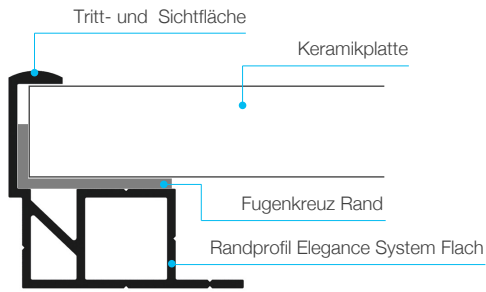 Tritt- und Sichtfläche
Keramikplatte
Fugenkreuz Rand
Randprofil Elegance System Flach